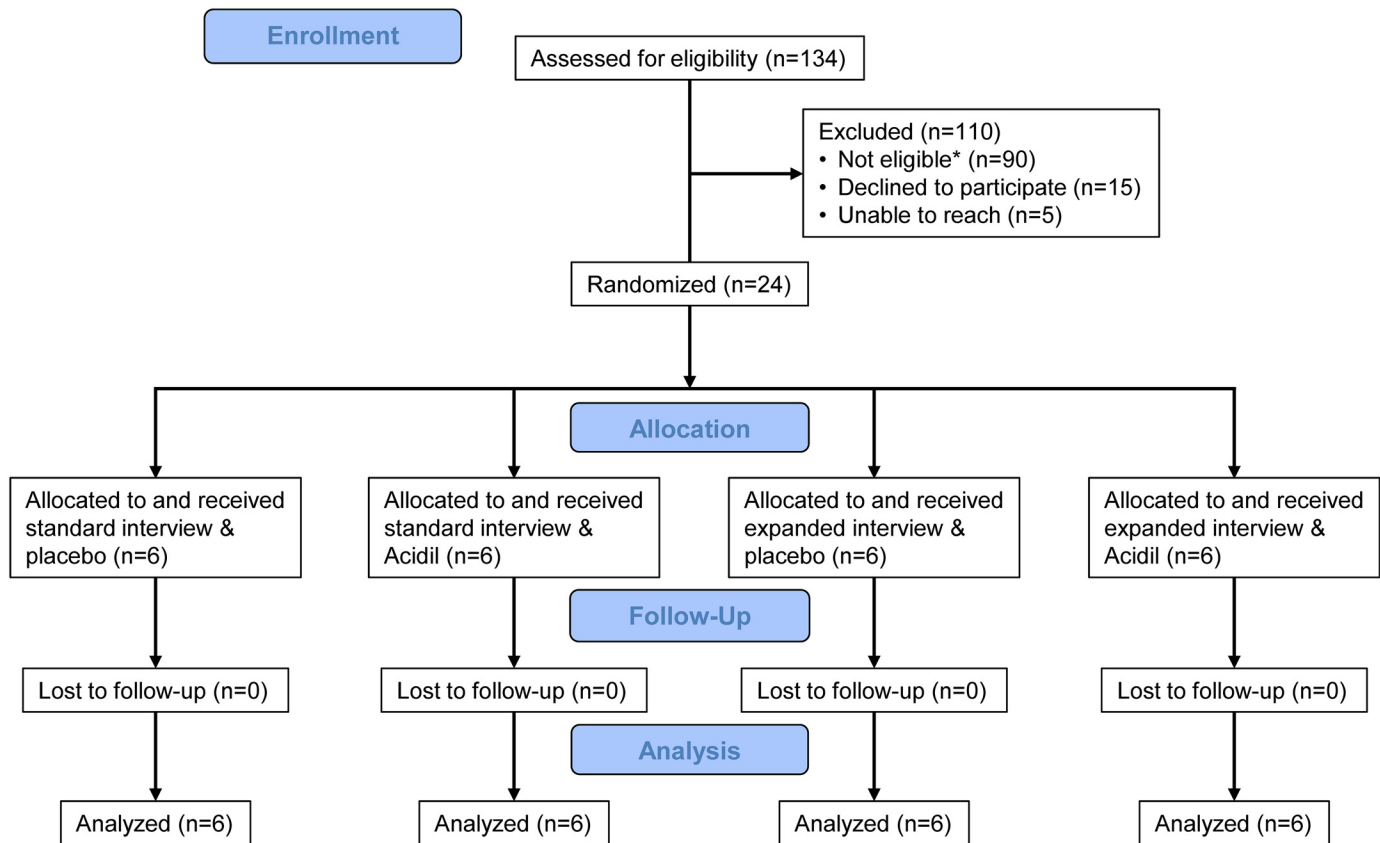 Enrollment
Assessed for eligibility (n=134)
Excluded (n=110)
• Not eligible* (n=90)
• Declined to participate (n=15)
• Unable to reach (n=5)
Randomized (n=24)
Allocation
Allocated to and received
standard interview &
placebo (n=6)
Allocated to and received
standard interview &
Acidil (n=6)
Allocated to and received
expanded interview &
placebo (n=6)
Allocated to and received
expanded interview &
Acidil (n=6)
Follow-Up
Lost to follow-up (n=0)
Lost to follow-up (n=0)
Lost to follow-up (n=0)
Lost to follow-up (n=0)
Analysis
Analyzed (n=6)
Analyzed (n=6)
Analyzed (n=6)
Analyzed (n=6)